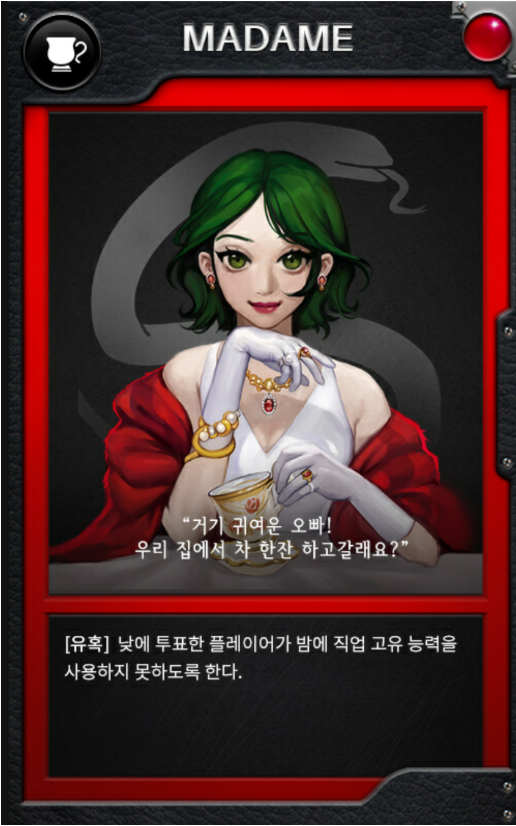 MADAME
“거기 귀여운 오빠!
우리 집에서 차 한잔 하고갈래요?”
[유혹] 낮에 투표한 플레이어가 밤에 직업 고유 능력을
사용하지 못하도록 한다.